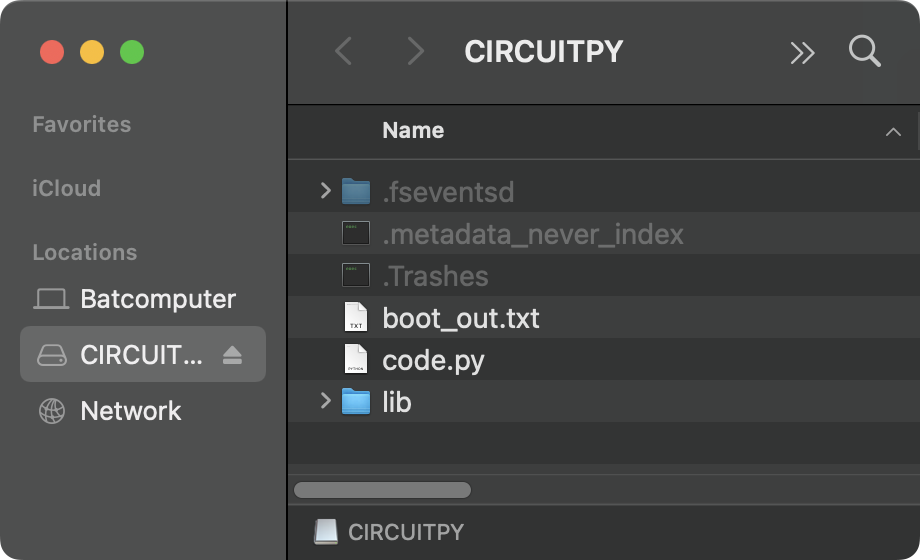 CIRCUITPY
Favorites
iCloud
Locations
Batcomputer
CIRCUIT...
Network
Name
.fseventsd
.metadata_never_index
.Trashes
boot_out.txt
code.py
lib
CIRCUITPY